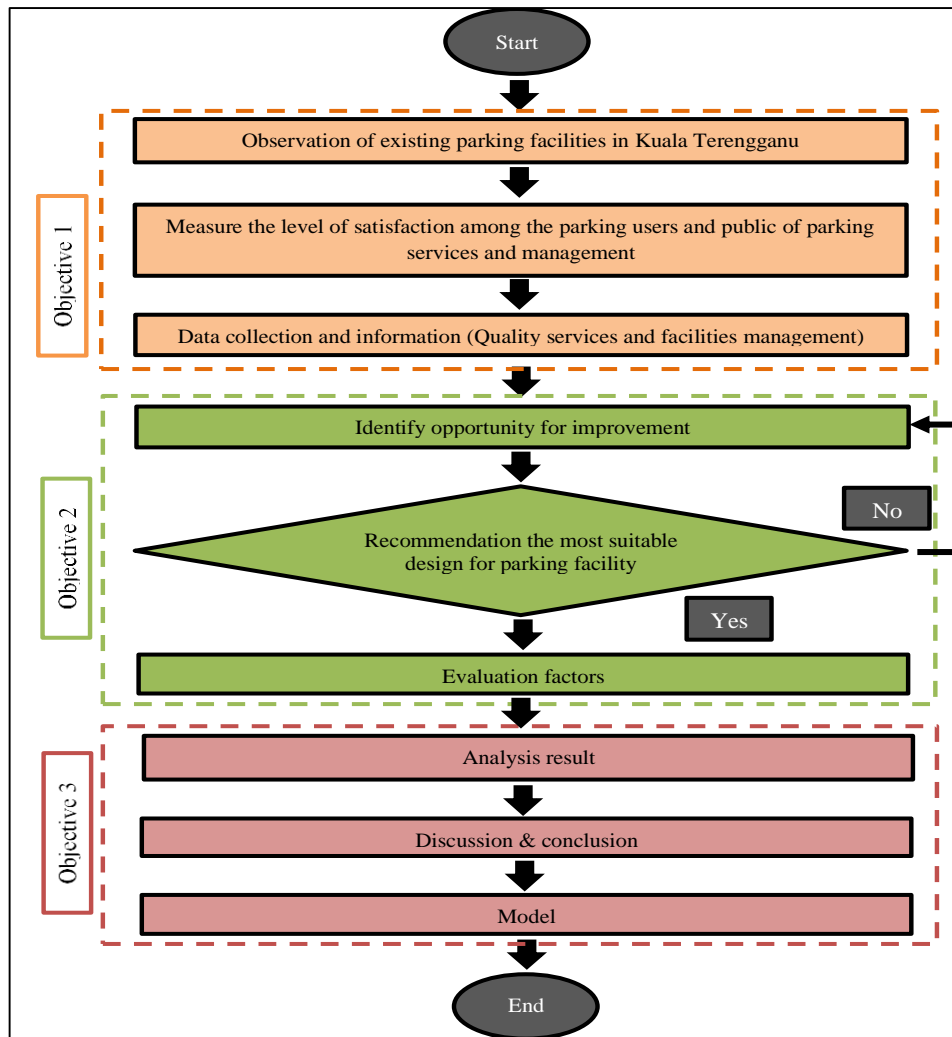 Start
Objective 1
Observation of existing parking facilities in Kuala Terengganu
Measure the level of satisfaction among the parking users and public of parking
services and management
Data collection and information (Quality services and facilities management)
Objective 2
Identify opportunity for improvement
No
Recommendation the most suitable
design for parking facility
Yes
Evaluation factors
Objective 3
Analysis result
Discussion & conclusion
Model
End